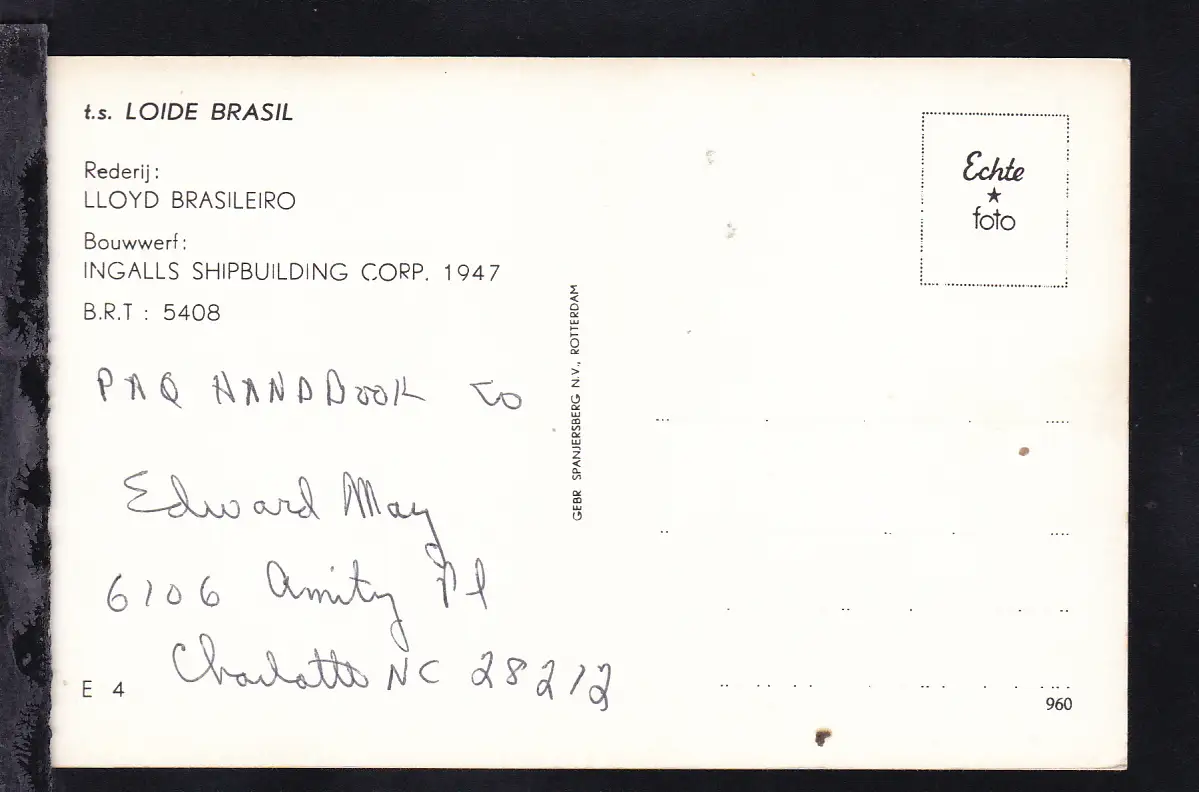 t.s. LOIDE BRASIL
Rederij:
LLOYD BRASILEIRO
Bouwwerf:
INGALLS SHIPBUILDING CORP. 1947
B.R.T : 5408
PAQ HANDBOOK to
Edward May
6106 Amity Pl
Charlotte NC 28212
E 4
GEBR SPANJERSBERG N.V., ROTTERDAM
Echte
★
foto
960